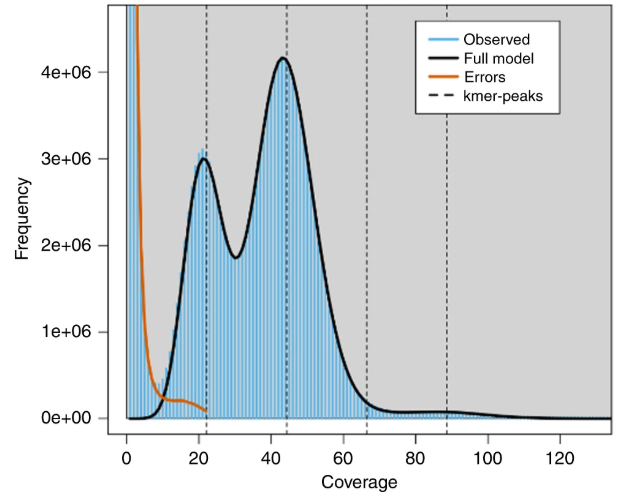 Observed
Full model
Errors
kmer-peaks
Frequency
4e+06
3e+06
2e+06
1e+06
0e+00
0 20 40 60 80 100 120
Coverage